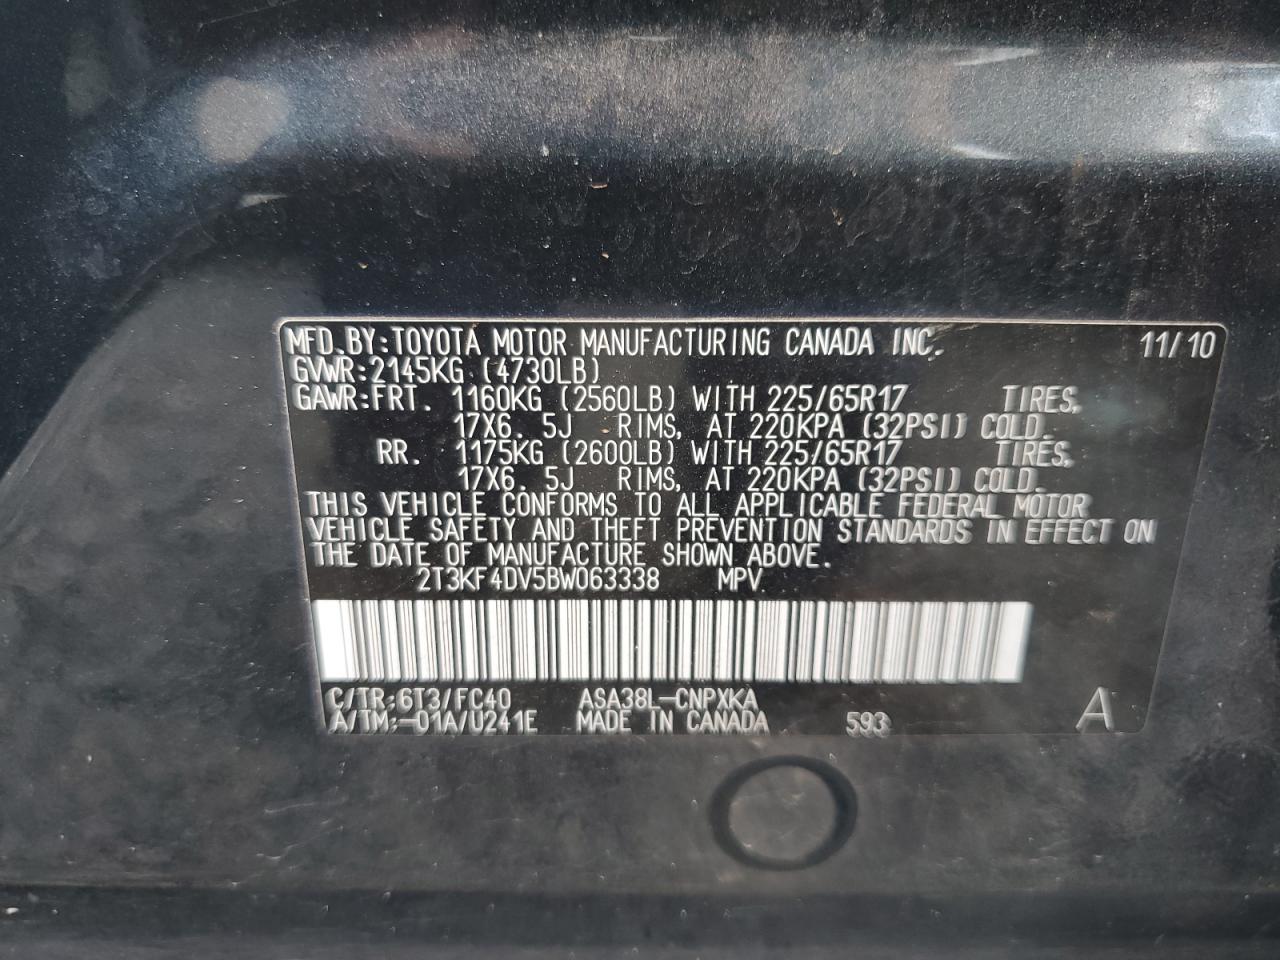 MFD.BY:TOYOTA MOTOR MANUFACTURING CANADA INC. 11/10
GVWR:2145KG (4730LB)
GAWR:FRT. 1160KG (2560LB) WITH 225/65R17 TIRES,
17X6.5J RIMS, AT 220KPA (32PSI) COLD.
RR. 1175KG (2600LB) WITH 225/65R17 TIRES,
17X6.5J RIMS, AT 220KPA (32PSI) COLD.
THIS VEHICLE CONFORMS TO ALL APPLICABLE FEDERAL MOTOR
VEHICLE SAFETY AND THEFT PREVENTION STANDARDS IN EFFECT ON
THE DATE OF MANUFACTURE SHOWN ABOVE.
2T3KF4DV5BW063338 MPV
C/TR:6T3/FC40 ASA38L-CNPXKA
A/TM:-01A/U241E MADE IN CANADA 593 A